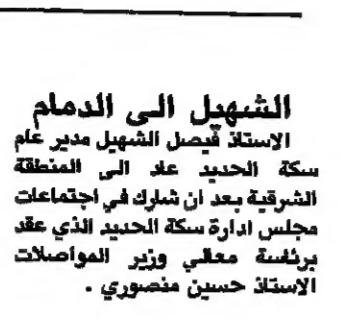 الشهيل الى الدمام
الاستاذ فيصل الشهيل مدير عام
سكة الحديد عاد الى المنطقة
الشرقية بعد ان شارك في اجتماعات
مجلس ادارة سكة الحديد الذي عقد
برئاسة معالي وزير المواصلات
الاستاذ حسين منصوري .